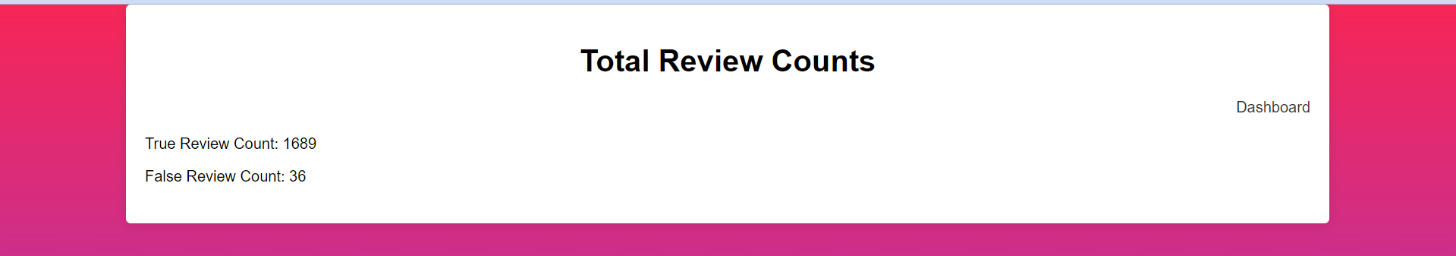 Total Review Counts
Dashboard
True Review Count: 1689
False Review Count: 36